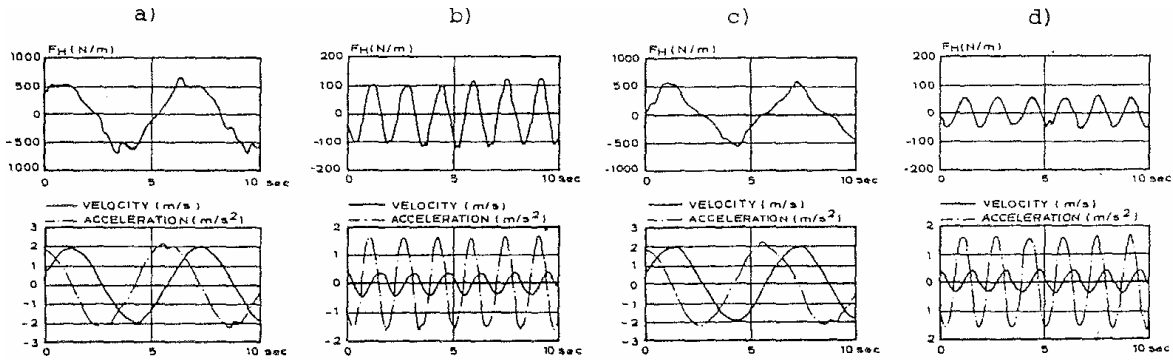 a) b) c) d)
F_H (N/m) F_H (N/m) F_H (N/m) F_H (N/m)
1000 200 1000 200
500 100 500 100
0 0 0 0
-500 -100 -500 -100
1000 -200 1000 -200
0 5 10 sec 0 5 10 sec 0 5 10 sec 0 5 10 sec
VELOCITY (m/s) VELOCITY (m/s) VELOCITY (m/s) VELOCITY (m/s)
ACCELERATION (m/s²) ACCELERATION (m/s²) ACCELERATION (m/s²) ACCELERATION (m/s²)
3 2 3 2
2 1 2 1
1 0 1 0
0 -1 0 -1
-1 2 -1 2
-2 -2
-3 -3
0 5 10 sec 0 5 10 sec 0 5 10 sec 0 5 10 sec